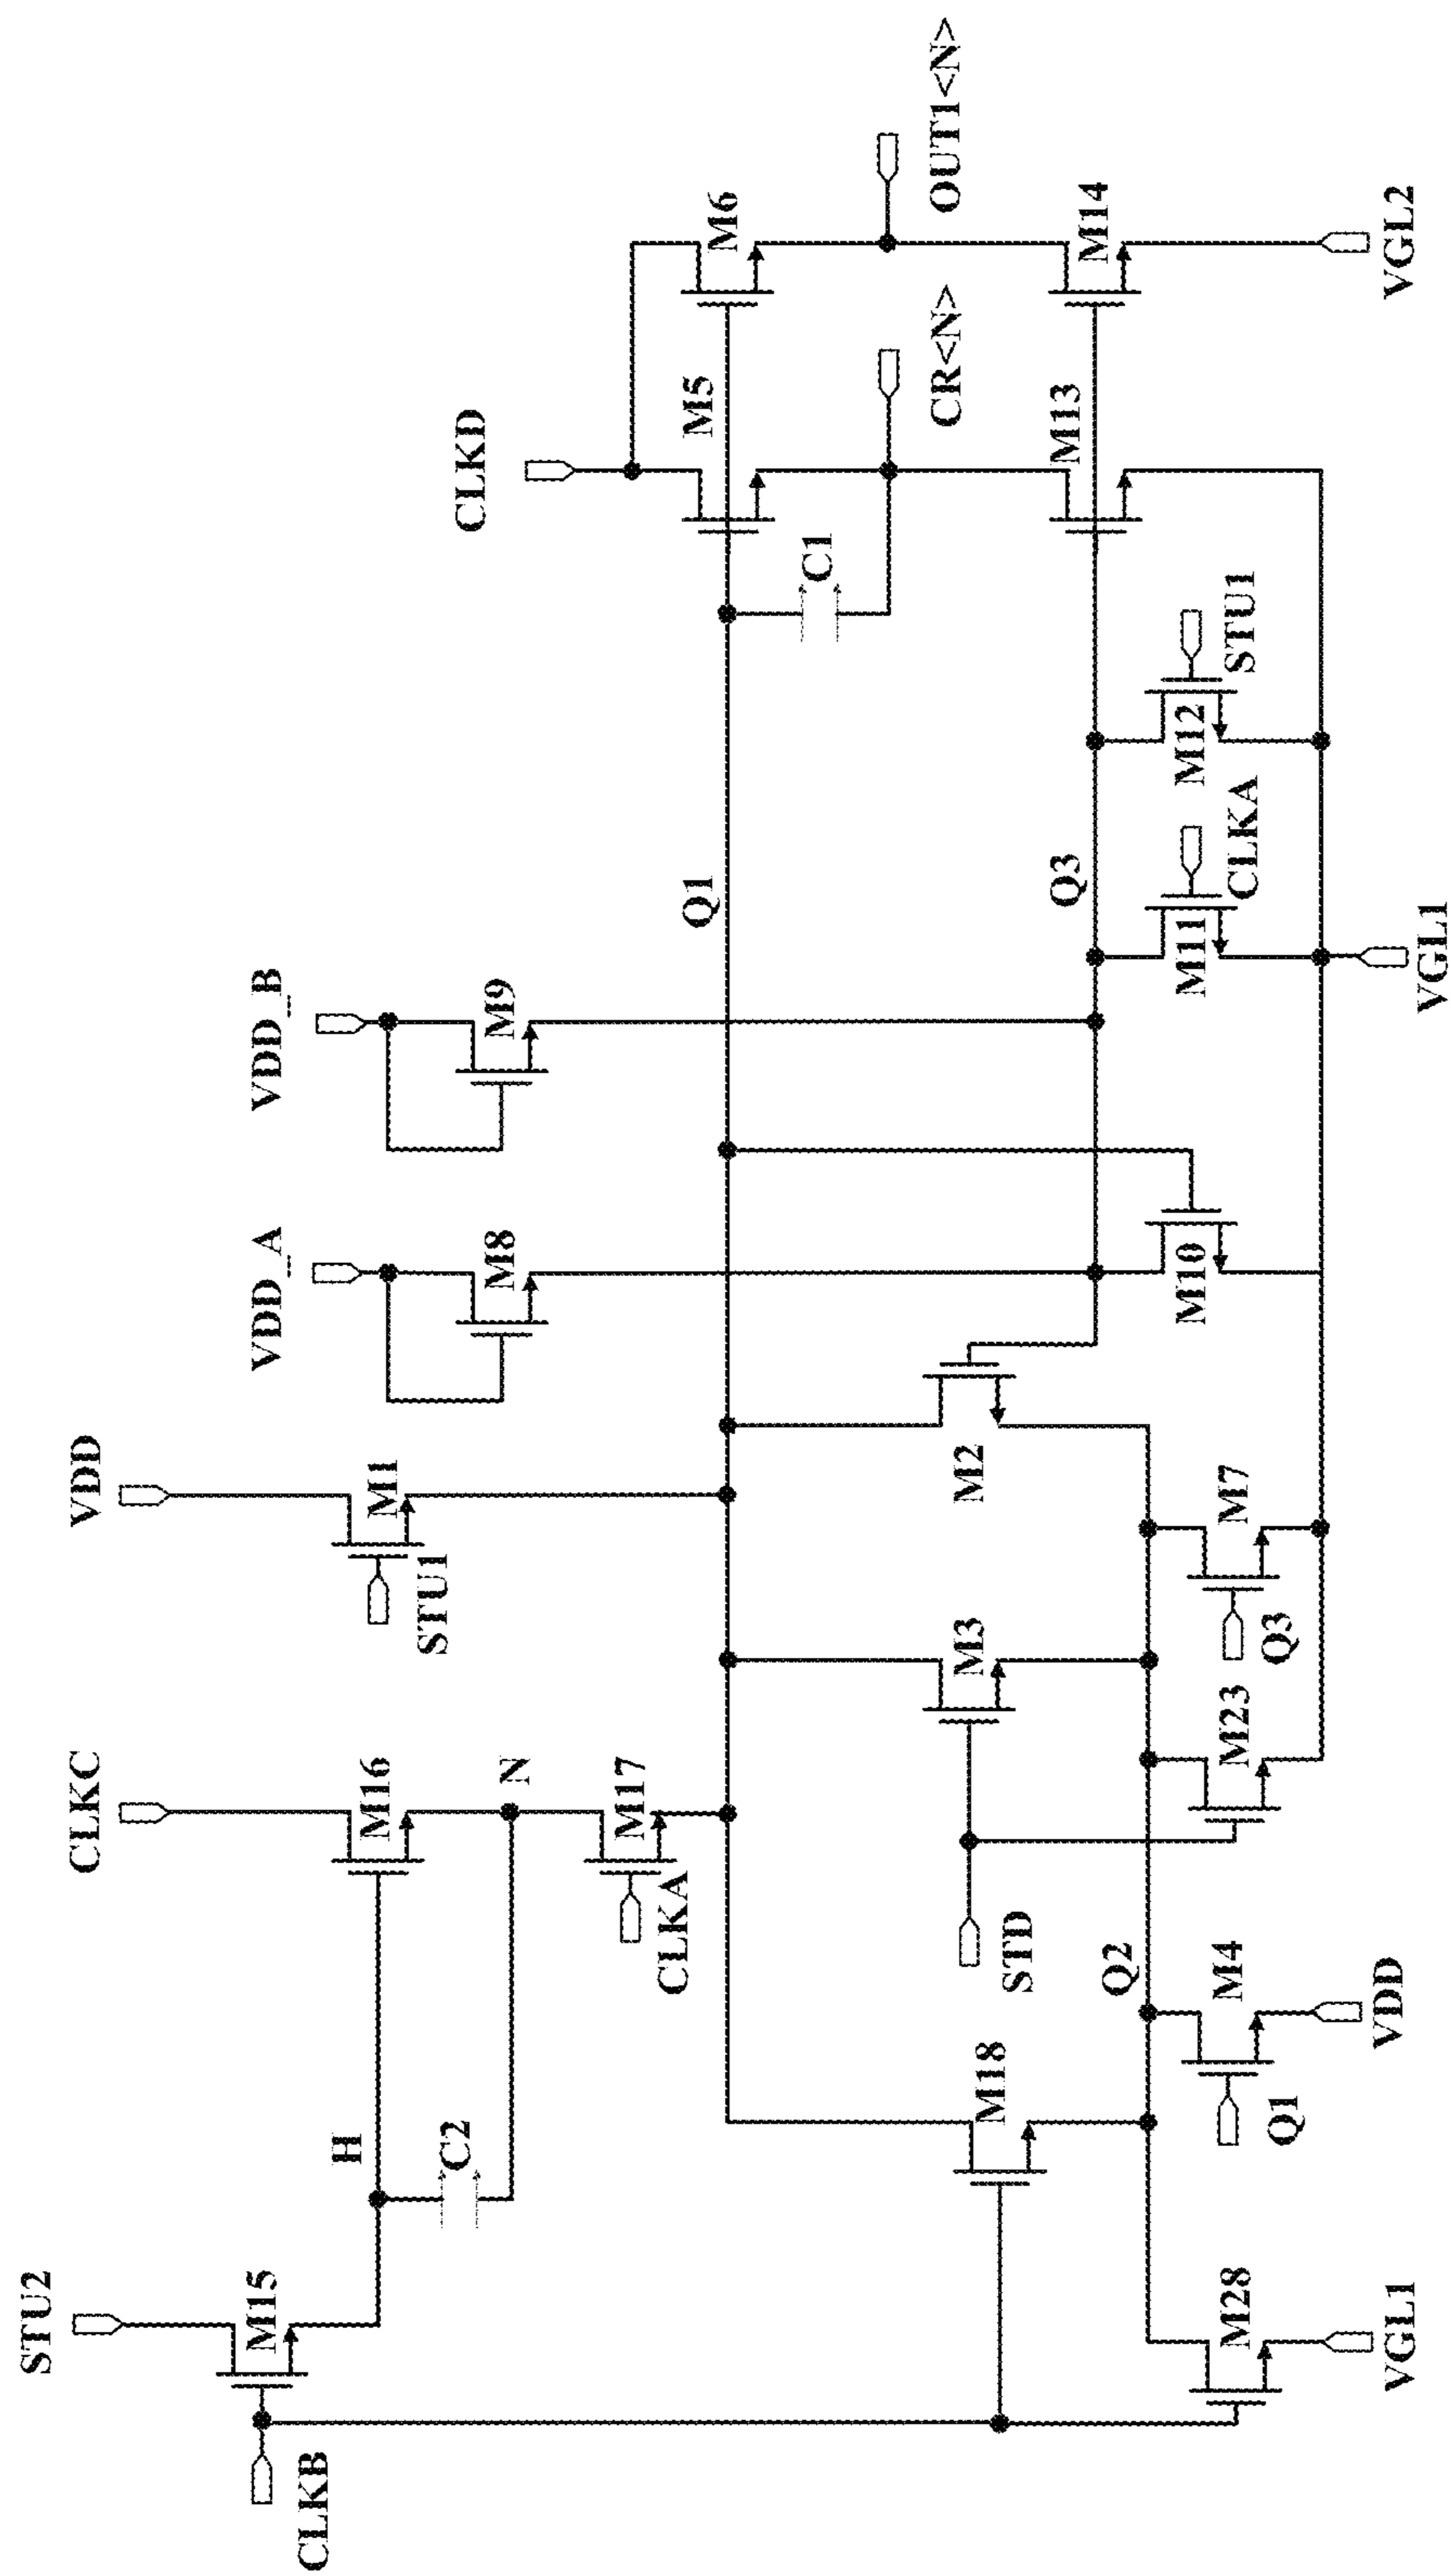 STU2
CLKC
VDD
M15
VDD_A
VDD_B
CLKB
H
M16
M1
STU1
C2
CLKD
N
M8
M9
M17
CLKA
Q1
M5
M6
C1
CR<N>
OUT1<N>
M18
M3
M2
STD
Q3
M13
M14
Q2
M10
M11
M12
M28
M4
M23
M7
CLKA
STU1
Q1
Q3
VGL1
VDD
VGL1
VGL2